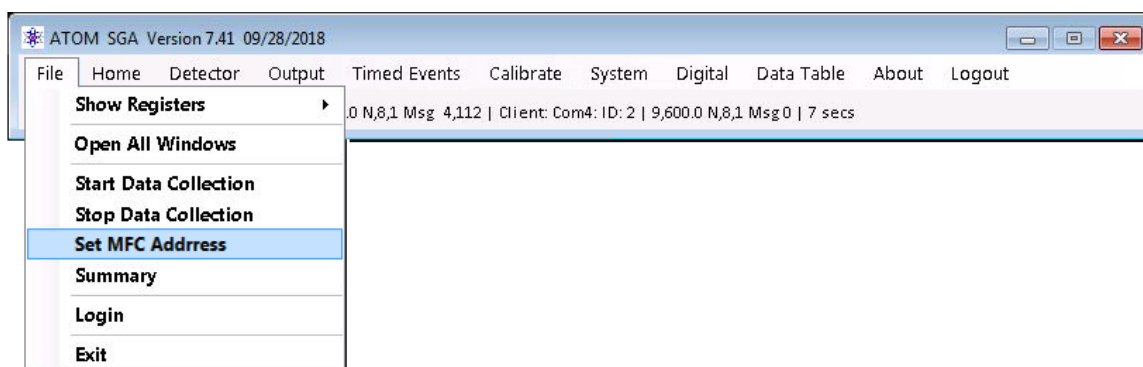 ATOM SGA Version 7.41 09/28/2018
File Home Detector Output Timed Events Calibrate System Digital Data Table About Logout
.0 N,8,1 Msg 4,112 | Client: Com4: ID: 2 | 9,600.0 N,8,1 Msg 0 | 7 secs
Show Registers
Open All Windows
Start Data Collection
Stop Data Collection
Set MFC Addrress
Summary
Login
Exit